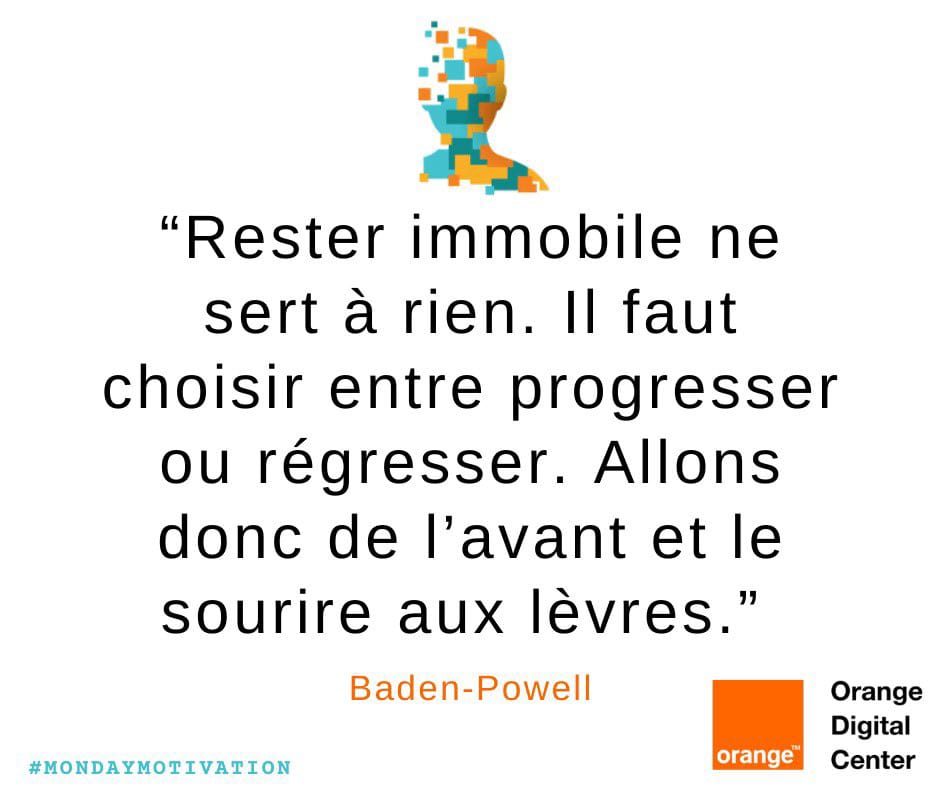 “Rester immobile ne
sert à rien. Il faut
choisir entre progresser
ou régresser. Allons
donc de l’avant et le
sourire aux lèvres.”
Baden-Powell
orange™
Orange
Digital
Center
#MONDAYMOTIVATION